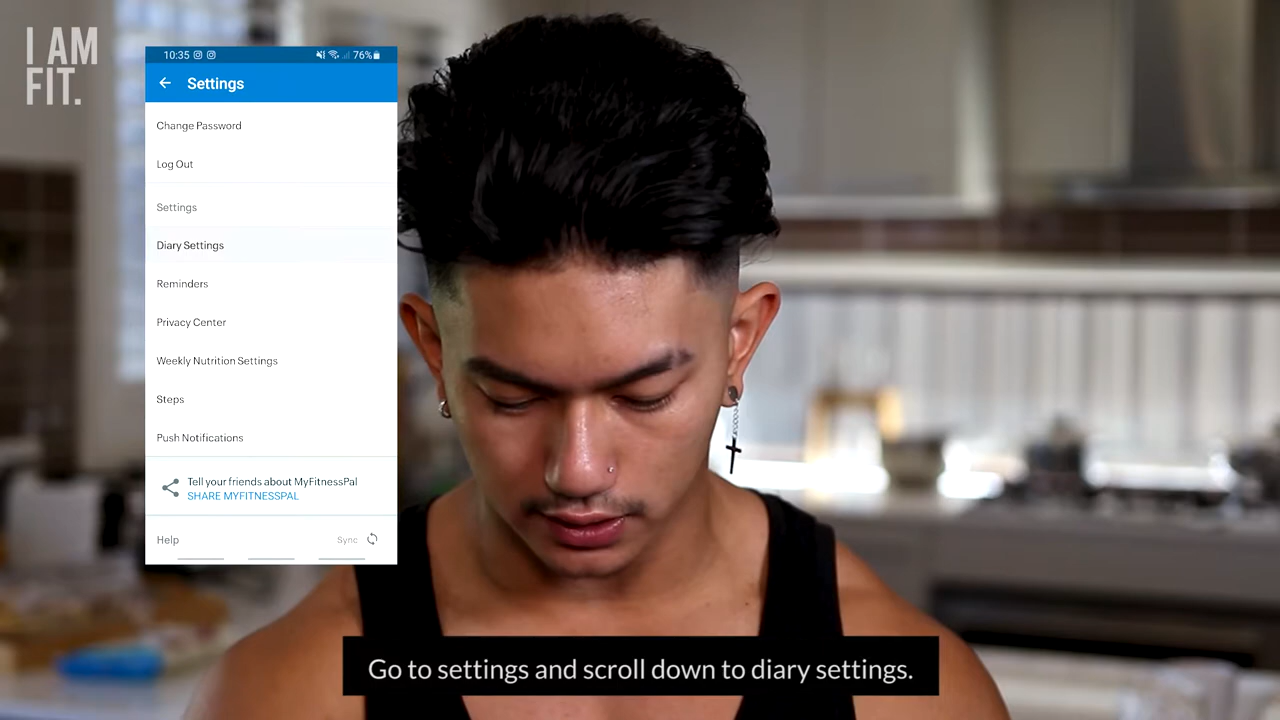 I AM
FIT.
10:35
76%
Settings
Change Password
Log Out
Settings
Diary Settings
Reminders
Privacy Center
Weekly Nutrition Settings
Steps
Push Notifications
Tell your friends about MyFitnessPal
SHARE MYFITNESSPAL
Help
Sync
Go to settings and scroll down to diary settings.